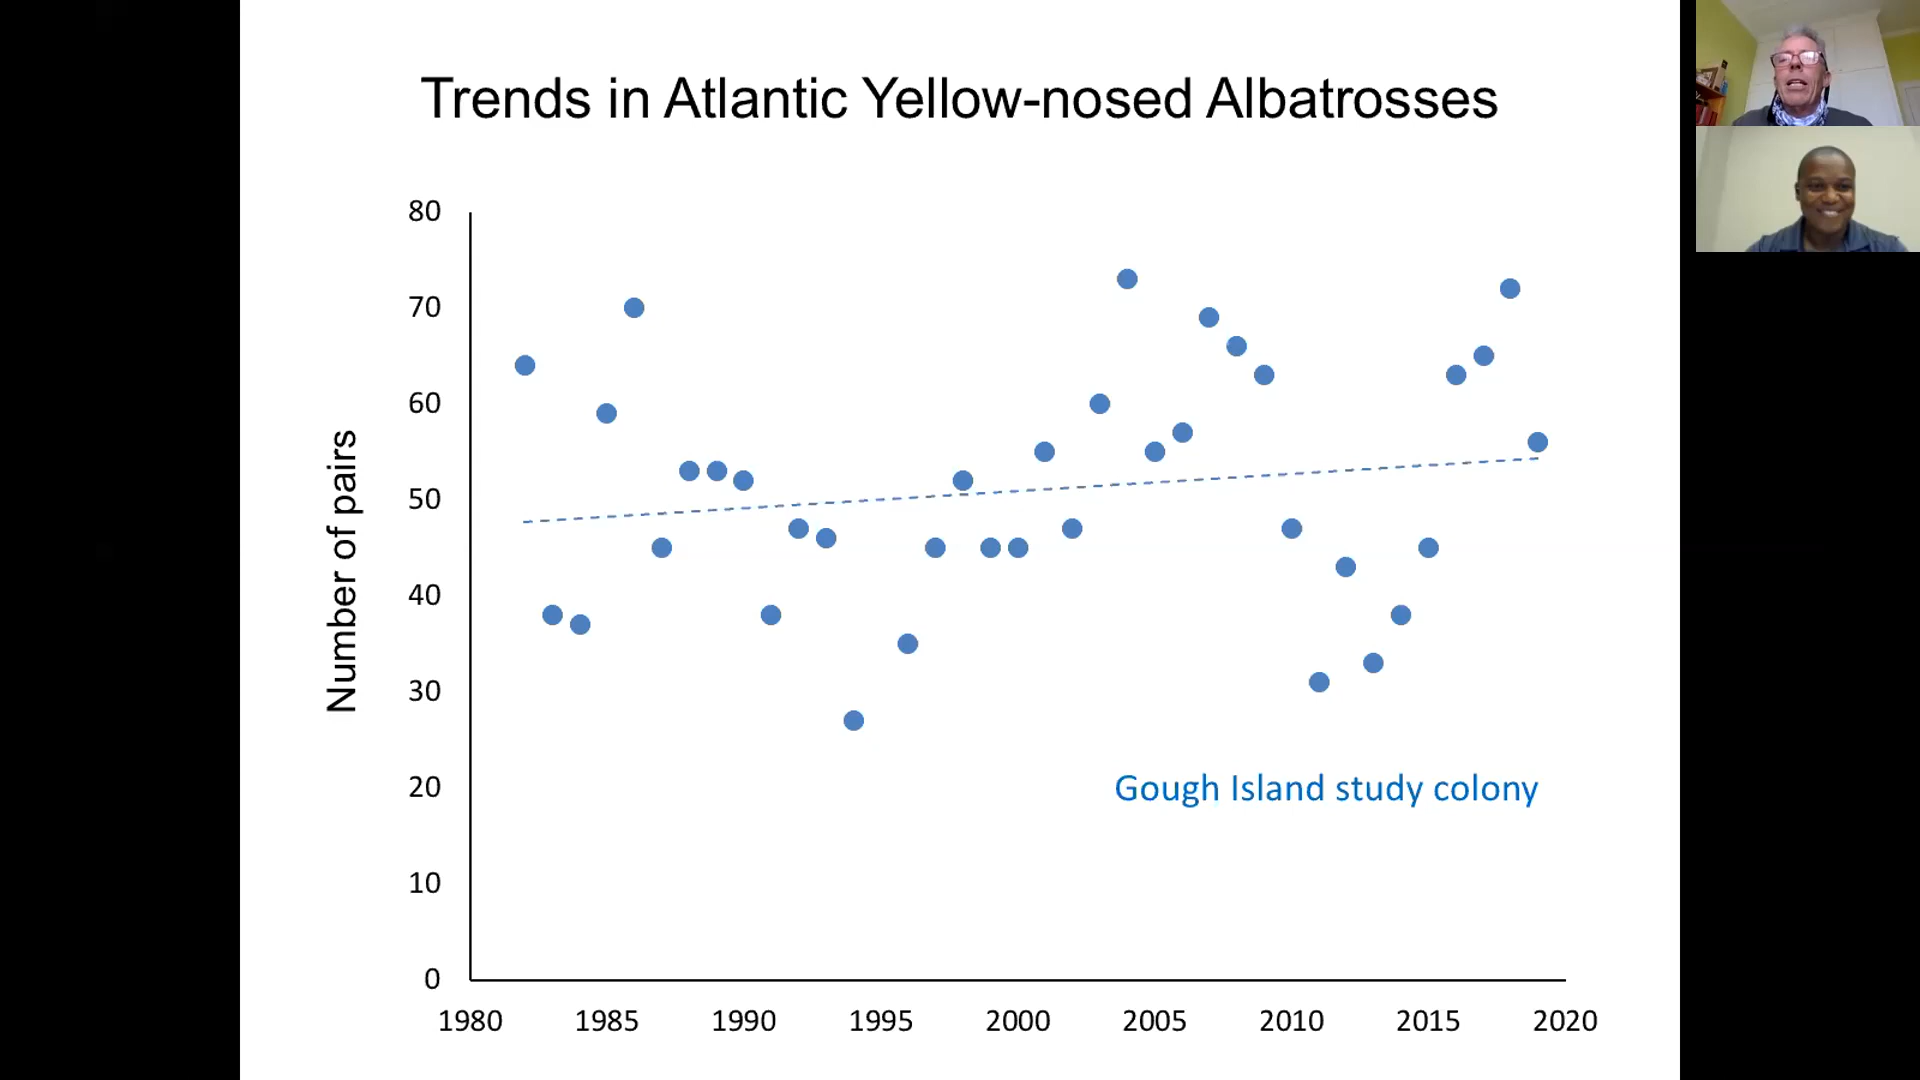 Trends in Atlantic Yellow-nosed Albatrosses
Number of pairs
80
70
60
50
40
30
20
10
0
Gough Island study colony
1980 1985 1990 1995 2000 2005 2010 2015 2020